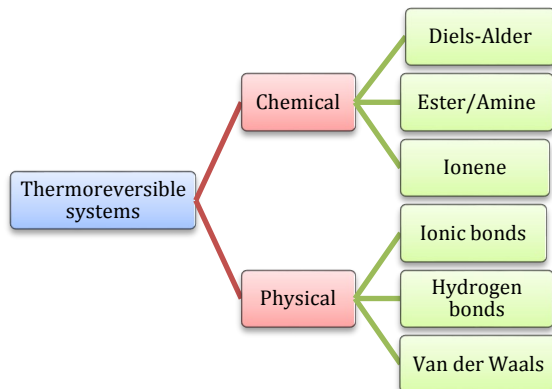 Thermoreversible
systems
Chemical
Diels-Alder
Ester/Amine
Ionene
Physical
Ionic bonds
Hydrogen
bonds
Van der Waals